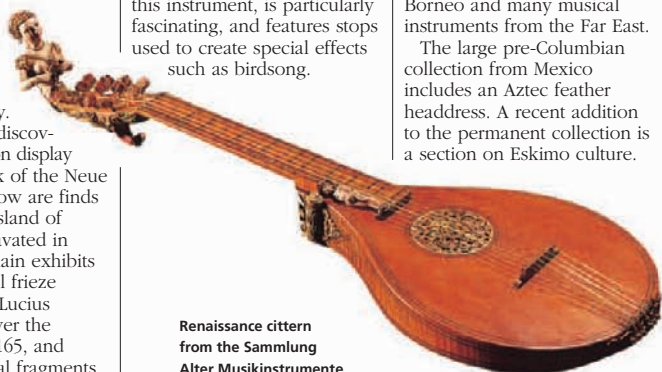 y.
discov-
n display
k of the Neue
ow are finds
sland of
vated in
ain exhibits
l frieze
Lucius
ver the
165, and
al fragments
this instrument, is particularly
fascinating, and features stops
used to create special effects
such as birdsong.
Renaissance cittern
from the Sammlung
Alter Musikinstrumente
Borneo and many musical
instruments from the Far East.
The large pre-Columbian
collection from Mexico
includes an Aztec feather
headdress. A recent addition
to the permanent collection is
a section on Eskimo culture.